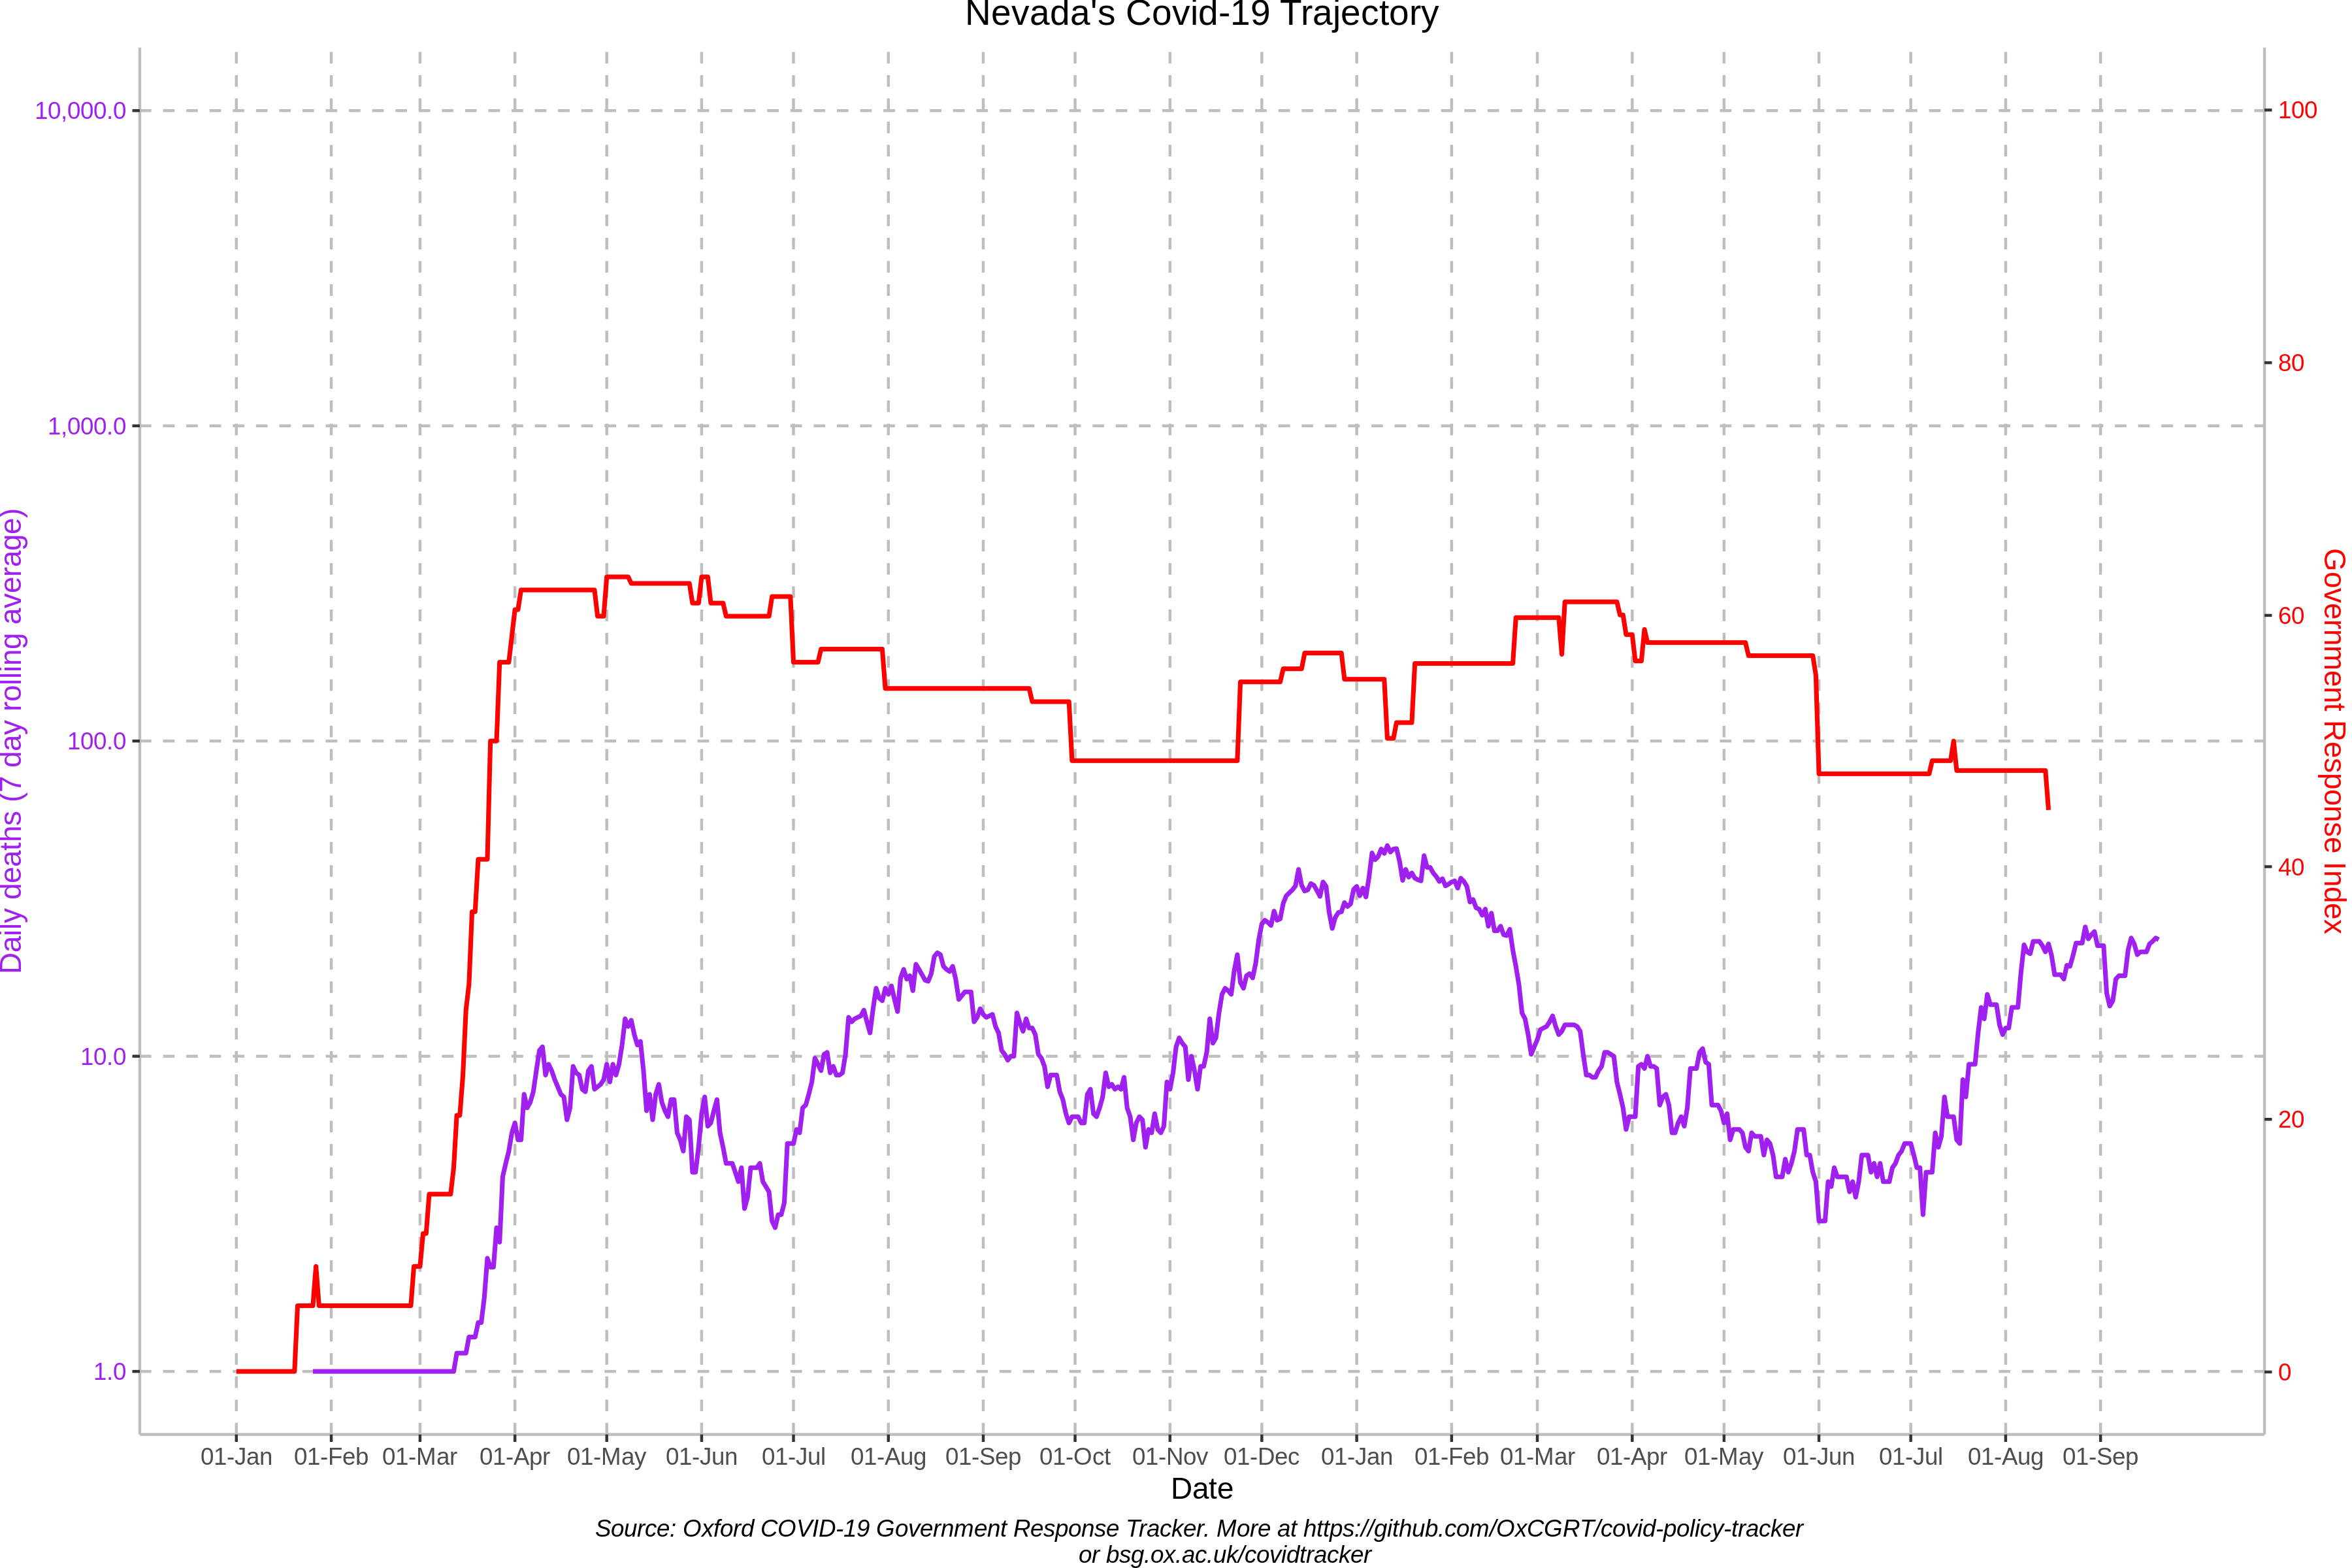 Nevada's Covid-19 Trajectory
10,000.0
1,000.0
100.0
10.0
1.0
Daily deaths (7 day rolling average)
100
80
60
40
20
0
Government Response Index
01-Jan 01-Feb 01-Mar 01-Apr 01-May 01-Jun 01-Jul 01-Aug 01-Sep 01-Oct 01-Nov 01-Dec 01-Jan 01-Feb 01-Mar 01-Apr 01-May 01-Jun 01-Jul 01-Aug 01-Sep
Date
Source: Oxford COVID-19 Government Response Tracker. More at https://github.com/OxCGRT/covid-policy-tracker
or bsg.ox.ac.uk/covidtracker